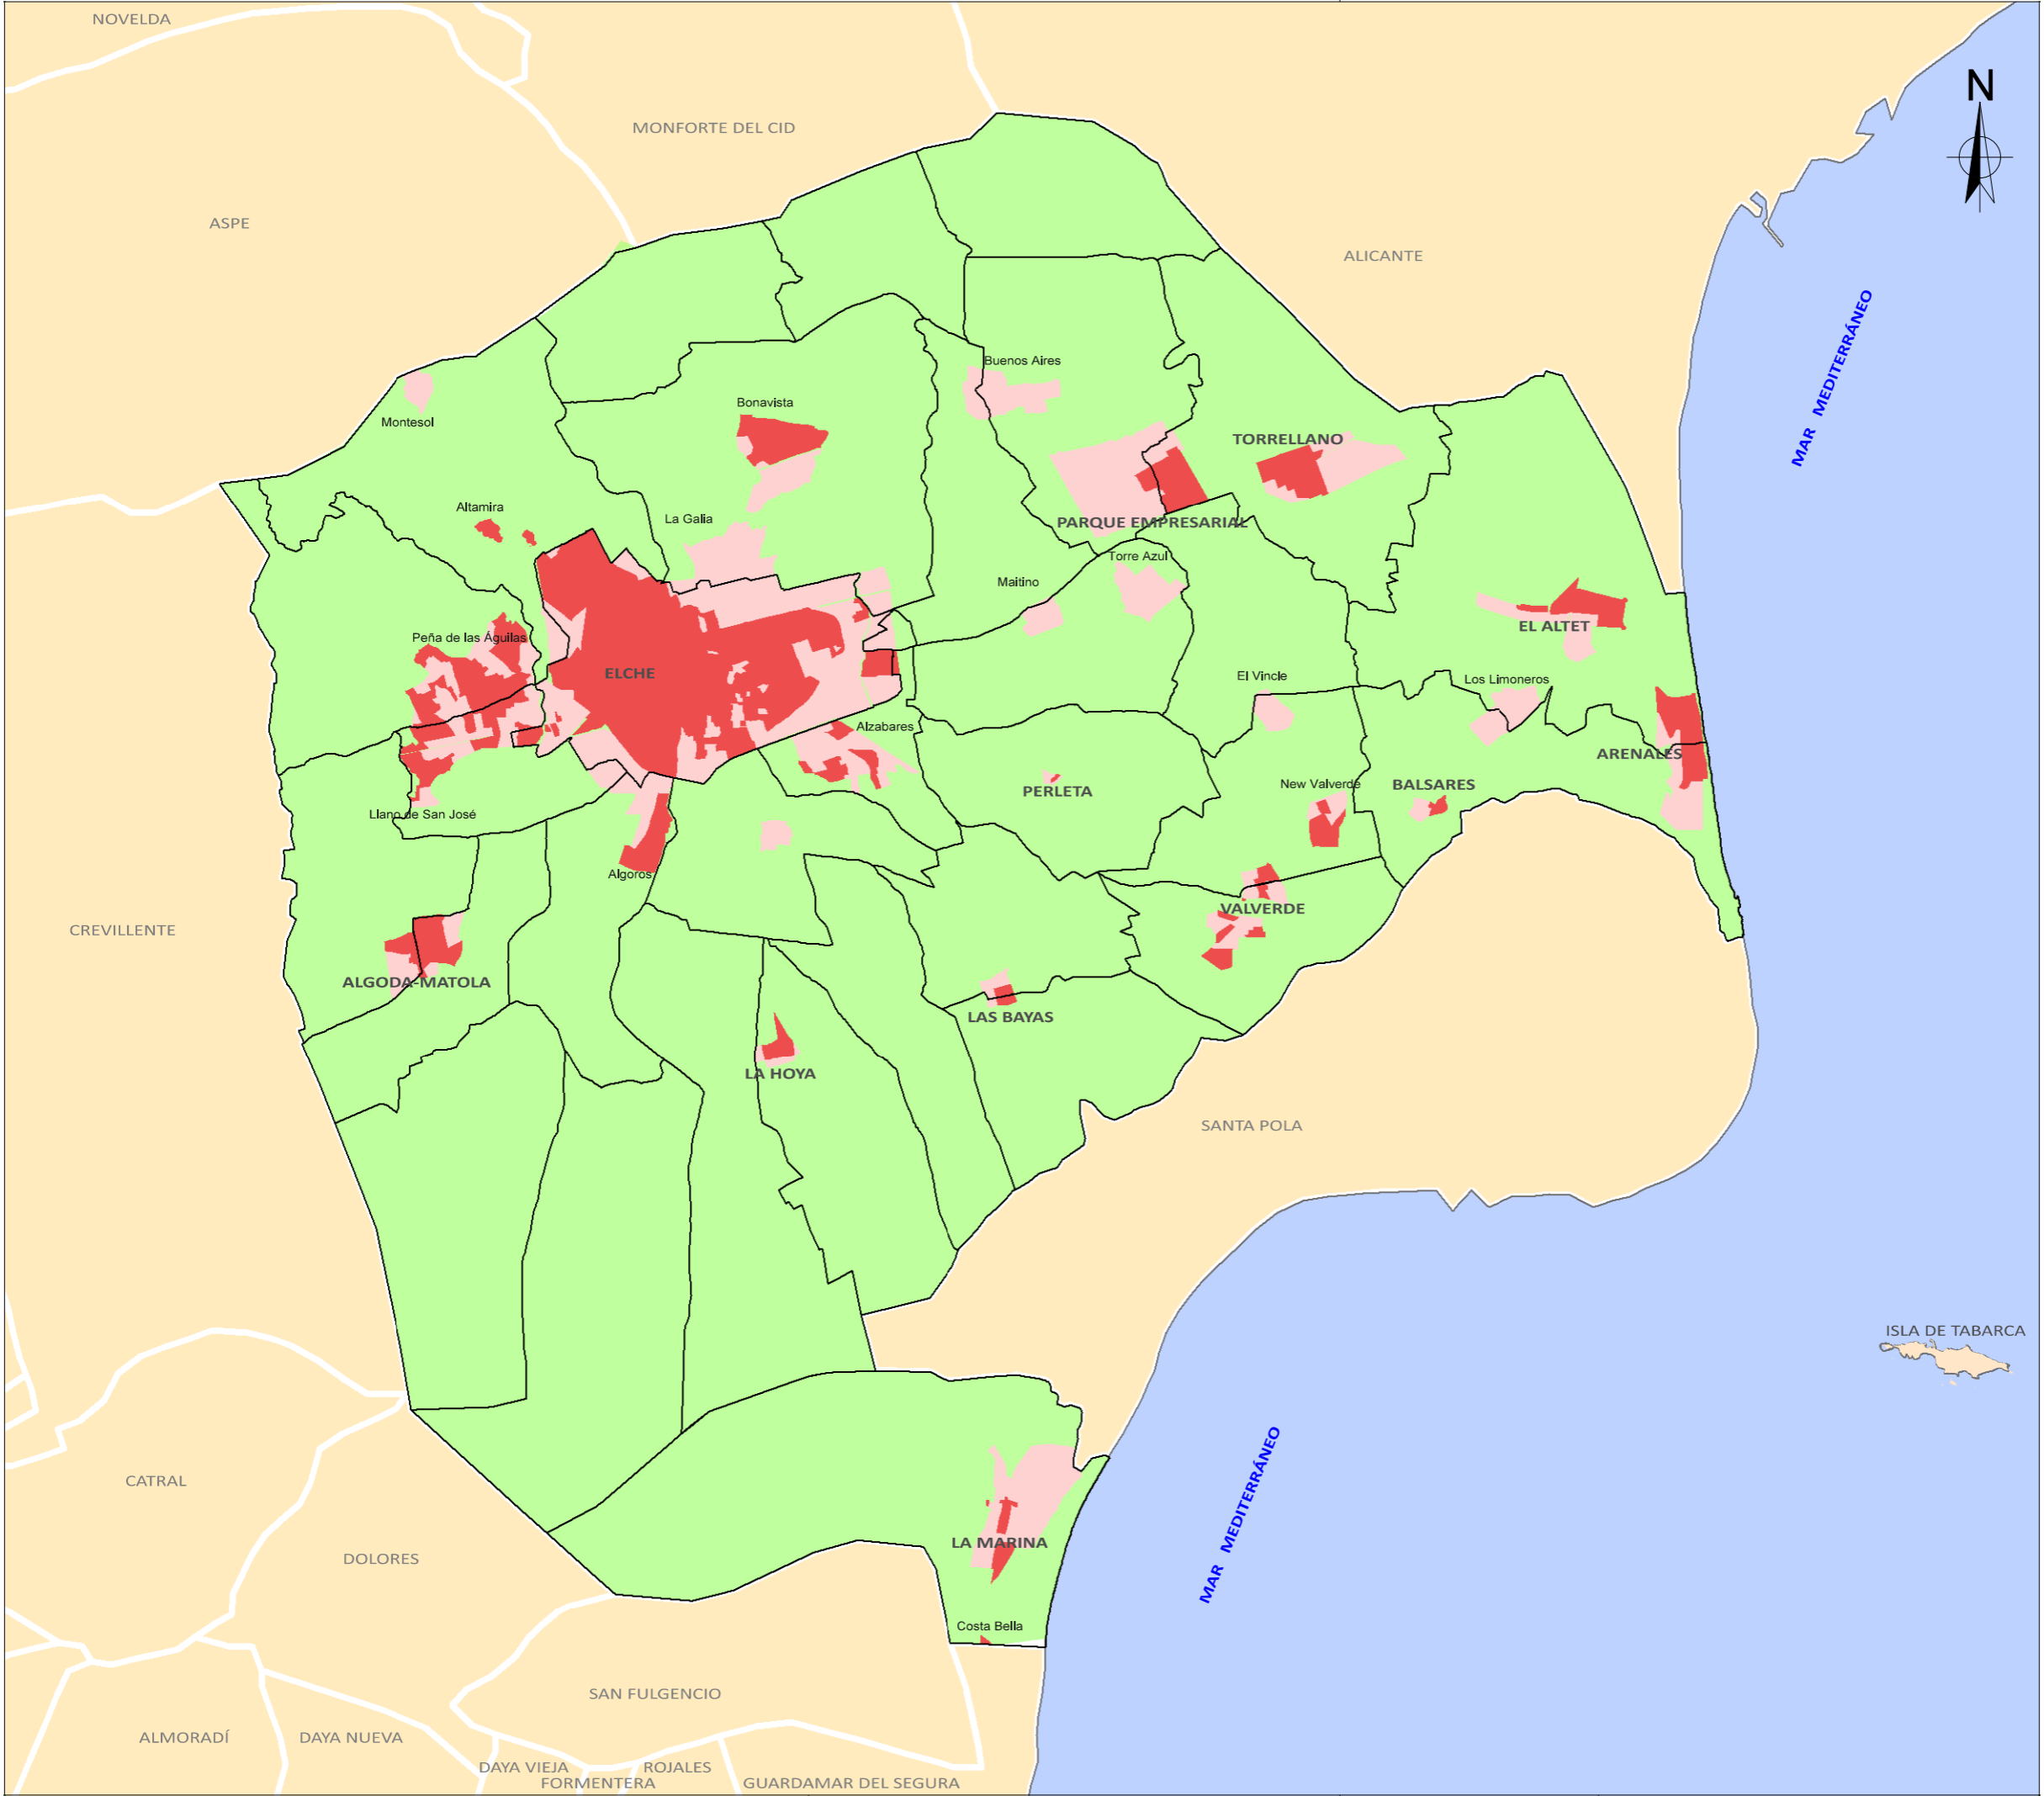 NOVELDA
N
MONFORTE DEL CID
ASPE
ALICANTE
MAR MEDITERRÁNEO
Buenos Aires
Bonavista
Montesol
TORRELLANO
Altamira
La Galia
PARQUE EMPRESARIAL
Torre Azul
Maitino
EL ALTET
Peña de las Águilas
ELCHE
El Vincle
Los Limoneros
Alzabares
ARENALES
New Valverde
BALSARES
PERLETA
Llano de San José
Algoros
VALVERDE
CREVILLENTE
ALGODA-MATOLA
LAS BAYAS
LA HOYA
SANTA POLA
ISLA DE TABARCA
CATRAL
MAR MEDITERRÁNEO
LA MARINA
DOLORES
Costa Bella
SAN FULGENCIO
ALMORADÍ
DAYA NUEVA
DAYA VIEJA
ROJALES
FORMENTERA
GUARDAMAR DEL SEGURA